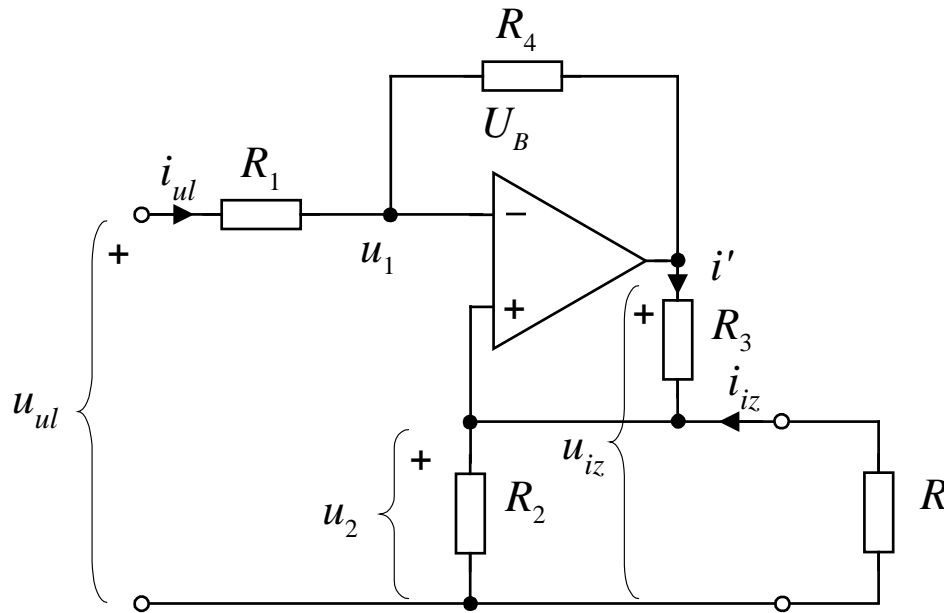 R4
UB
iul
R1
+
u1
−
i'
+
+
R3
iiz
uul
uiz
+
R2
u2
R